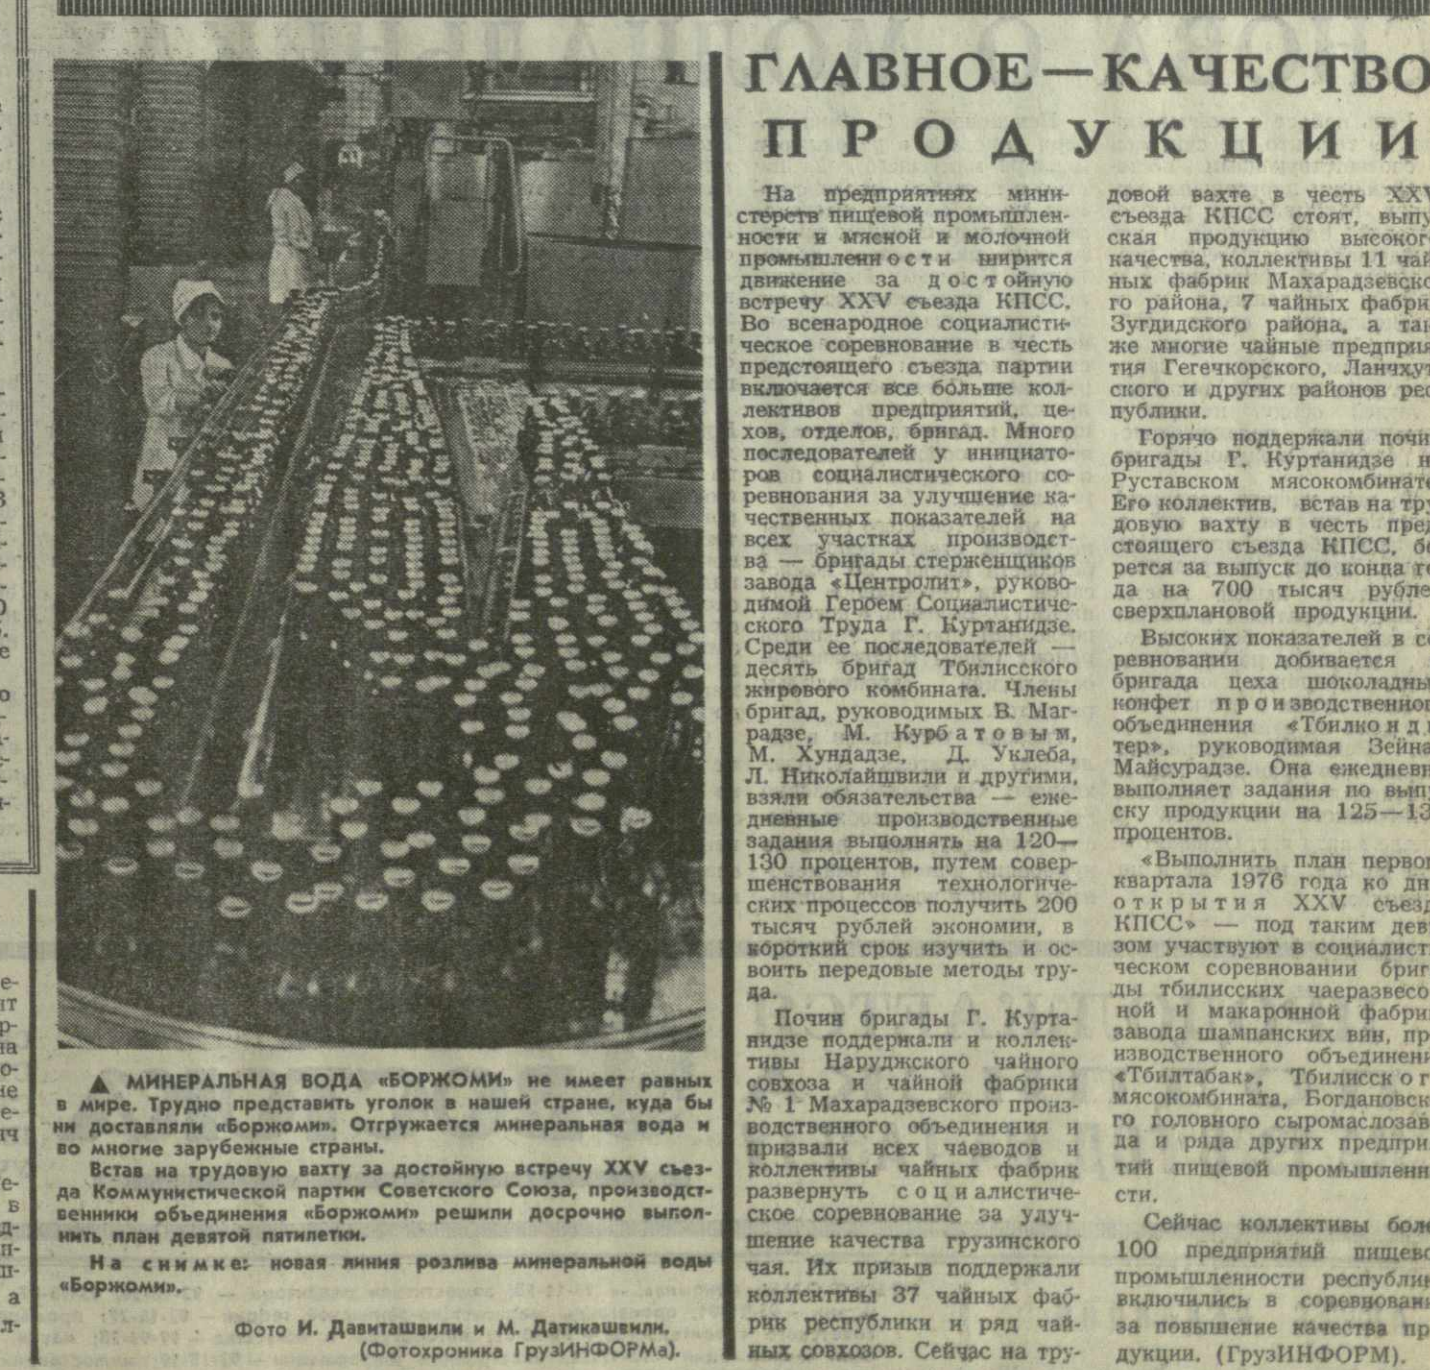 ГЛАВНОЕ — КАЧЕСТВО
ПРОДУКЦИИ
На предприятиях мини-
стерств пищевой промышлен-
ности и мясной и молочной
промышленности ширится
движение за достойную
встречу XXV съезда КПСС.
Во всенародное социалисти-
ческое соревнование в честь
предстоящего съезда партии
включается все больше кол-
лективов предприятий, це-
хов, отделов, бригад. Много
последователей у инициато-
ров социалистического со-
ревнования за улучшение ка-
чественных показателей на
всех участках производст-
ва — бригады стерженщиков
завода «Центролит», руково-
димой Героем Социалистиче-
ского Труда Г. Куртанидзе.
Среди ее последователей —
десять бригад Тбилисского
жирового комбината. Члены
бригад, руководимых В. Маг-
радзе, М. Курбатовым,
М. Хундадзе, Д. Уклеба,
Л. Николайшвили и другими,
взяли обязательства — еже-
дневные производственные
задания выполнять на 120—
130 процентов, путем совер-
шенствования технологиче-
ских процессов получить 200
тысяч рублей экономии, в
короткий срок изучить и ос-
воить передовые методы тру-
да.
Почин бригады Г. Курта-
нидзе поддержали и коллек-
тивы Наруджского чайного
совхоза и чайной фабрики
№ 1 Махарадзевского произ-
водственного объединения и
призвали всех чаеводов и
коллективы чайных фабрик
развернуть социалистиче-
ское соревнование за улуч-
шение качества грузинского
чая. Их призыв поддержали
коллективы 37 чайных фаб-
рик республики и ряд чай-
ных совхозов. Сейчас на тру-
довой вахте в честь XXV
съезда КПСС стоят, выпу
ская продукцию высоког
качества, коллективы 11 чай
ных фабрик Махарадзевско
го района, 7 чайных фабри
Зугдидского района, а так
же многие чайные предприя
тия Гегечкорского, Ланчхут
ского и других районов рес
публики.
Горячо поддержали почи
бригады Г. Куртанидзе н
Руставском мясокомбинате
Его коллектив, встав на тру
довую вахту в честь пред
стоящего съезда КПСС, бо
рется за выпуск до конца го
да на 700 тысяч рубле
сверхплановой продукции.
Высоких показателей в со
ревновании добивается
бригада цеха шоколадны
конфет производственног
объединения «Тбилконди
тер», руководимая Зейна
Майсурадзе. Она ежедневн
выполняет задания по выпу
ску продукции на 125—13
процентов.
«Выполнить план первог
квартала 1976 года ко дн
открытия XXV съезд
КПСС» — под таким дев
зом участвуют в социалист
ческом соревновании бриг
ды тбилисских чаеразвесо
ной и макаронной фабри
завода шампанских вин, пр
изводственного объединени
«Тбилтабак», Тбилисског
мясокомбината, Богдановск
го головного сыромаслозав
да и ряда других предпри
тий пищевой промышленн
сти.
Сейчас коллективы боле
100 предприятий пищево
промышленности республик
включились в соревновани
за повышение качества пр
дукции. (ГрузИНФОРМ).
▲ МИНЕРАЛЬНАЯ ВОДА «БОРЖОМИ» не имеет равных
в мире. Трудно представить уголок в нашей стране, куда бы
ни доставляли «Боржоми». Отгружается минеральная вода и
во многие зарубежные страны.
Встав на трудовую вахту за достойную встречу XXV съез-
да Коммунистической партии Советского Союза, производст-
венники объединения «Боржоми» решили досрочно выпол-
нить план девятой пятилетки.
На снимке: новая линия розлива минеральной воды
«Боржоми».
Фото И. Давиташвили и М. Датикашвили.
(Фотохроника ГрузИНФОРМа).